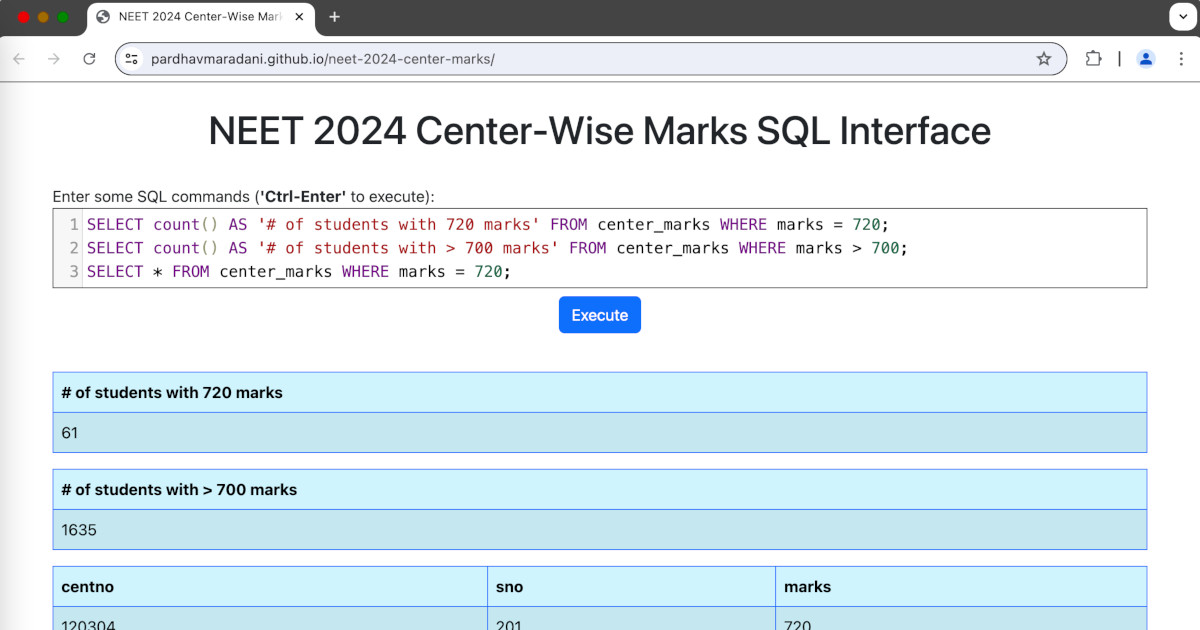 NEET 2024 Center-Wise Mar
pardhavmaradani.github.io/neet-2024-center-marks/
NEET 2024 Center-Wise Marks SQL Interface
Enter some SQL commands ('Ctrl-Enter' to execute):
1 SELECT count() AS '# of students with 720 marks' FROM center_marks WHERE marks = 720;
2 SELECT count() AS '# of students with > 700 marks' FROM center_marks WHERE marks > 700;
3 SELECT * FROM center_marks WHERE marks = 720;
Execute
# of students with 720 marks
61
# of students with > 700 marks
1635
centno sno marks
120304 201 720